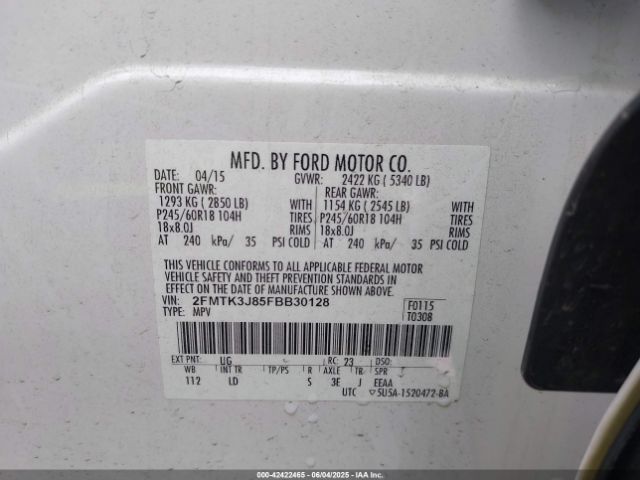 MFD. BY FORD MOTOR CO.
DATE: 04/15 GVWR: 2422 KG ( 5340 LB)
FRONT GAWR: REAR GAWR:
1293 KG ( 2850 LB) WITH 1154 KG ( 2545 LB) WITH
P245/60R18 104H TIRES P245/60R18 104H TIRES
18x8.0J RIMS 18x8.0J RIMS
AT 240 kPa/ 35 PSI COLD AT 240 kPa/ 35 PSI COLD
THIS VEHICLE CONFORMS TO ALL APPLICABLE FEDERAL MOTOR
VEHICLE SAFETY AND THEFT PREVENTION STANDARDS IN
EFFECT ON THE DATE OF MANUFACTURE SHOWN ABOVE.
VIN: 2FMTK3J85FBB30128 F0115
TYPE: MPV T0308
EXT PNT: UG RC: 23 DSO:
WB INT TR TP/PS R AXLE TR SPR
112 LD S 3E J EEAA
UTC 5U5A-1520472-BA
000-42422465 - 06/04/2025 - IAA Inc.